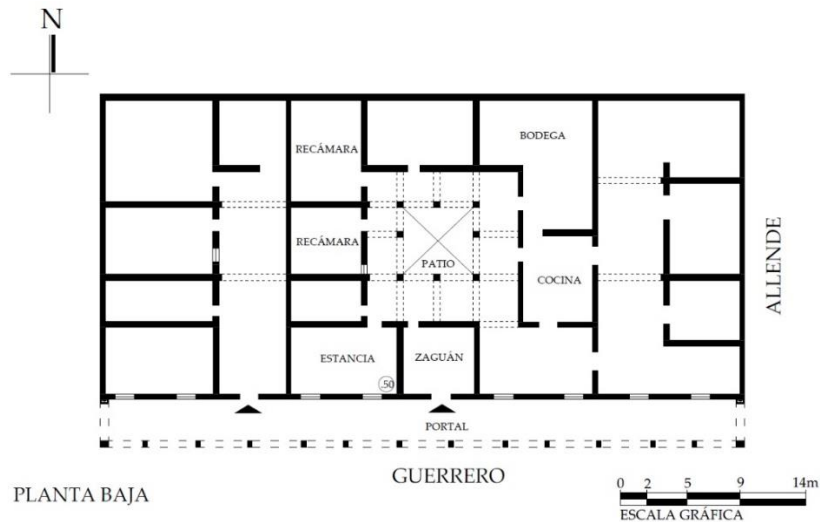 N
RECÁMARA
BODEGA
RECÁMARA
PATIO
COCINA
ALLENDE
ESTANCIA
ZAGUÁN
.50
PORTAL
GUERRERO
PLANTA BAJA
0 2 5 9 14m
ESCALA GRÁFICA